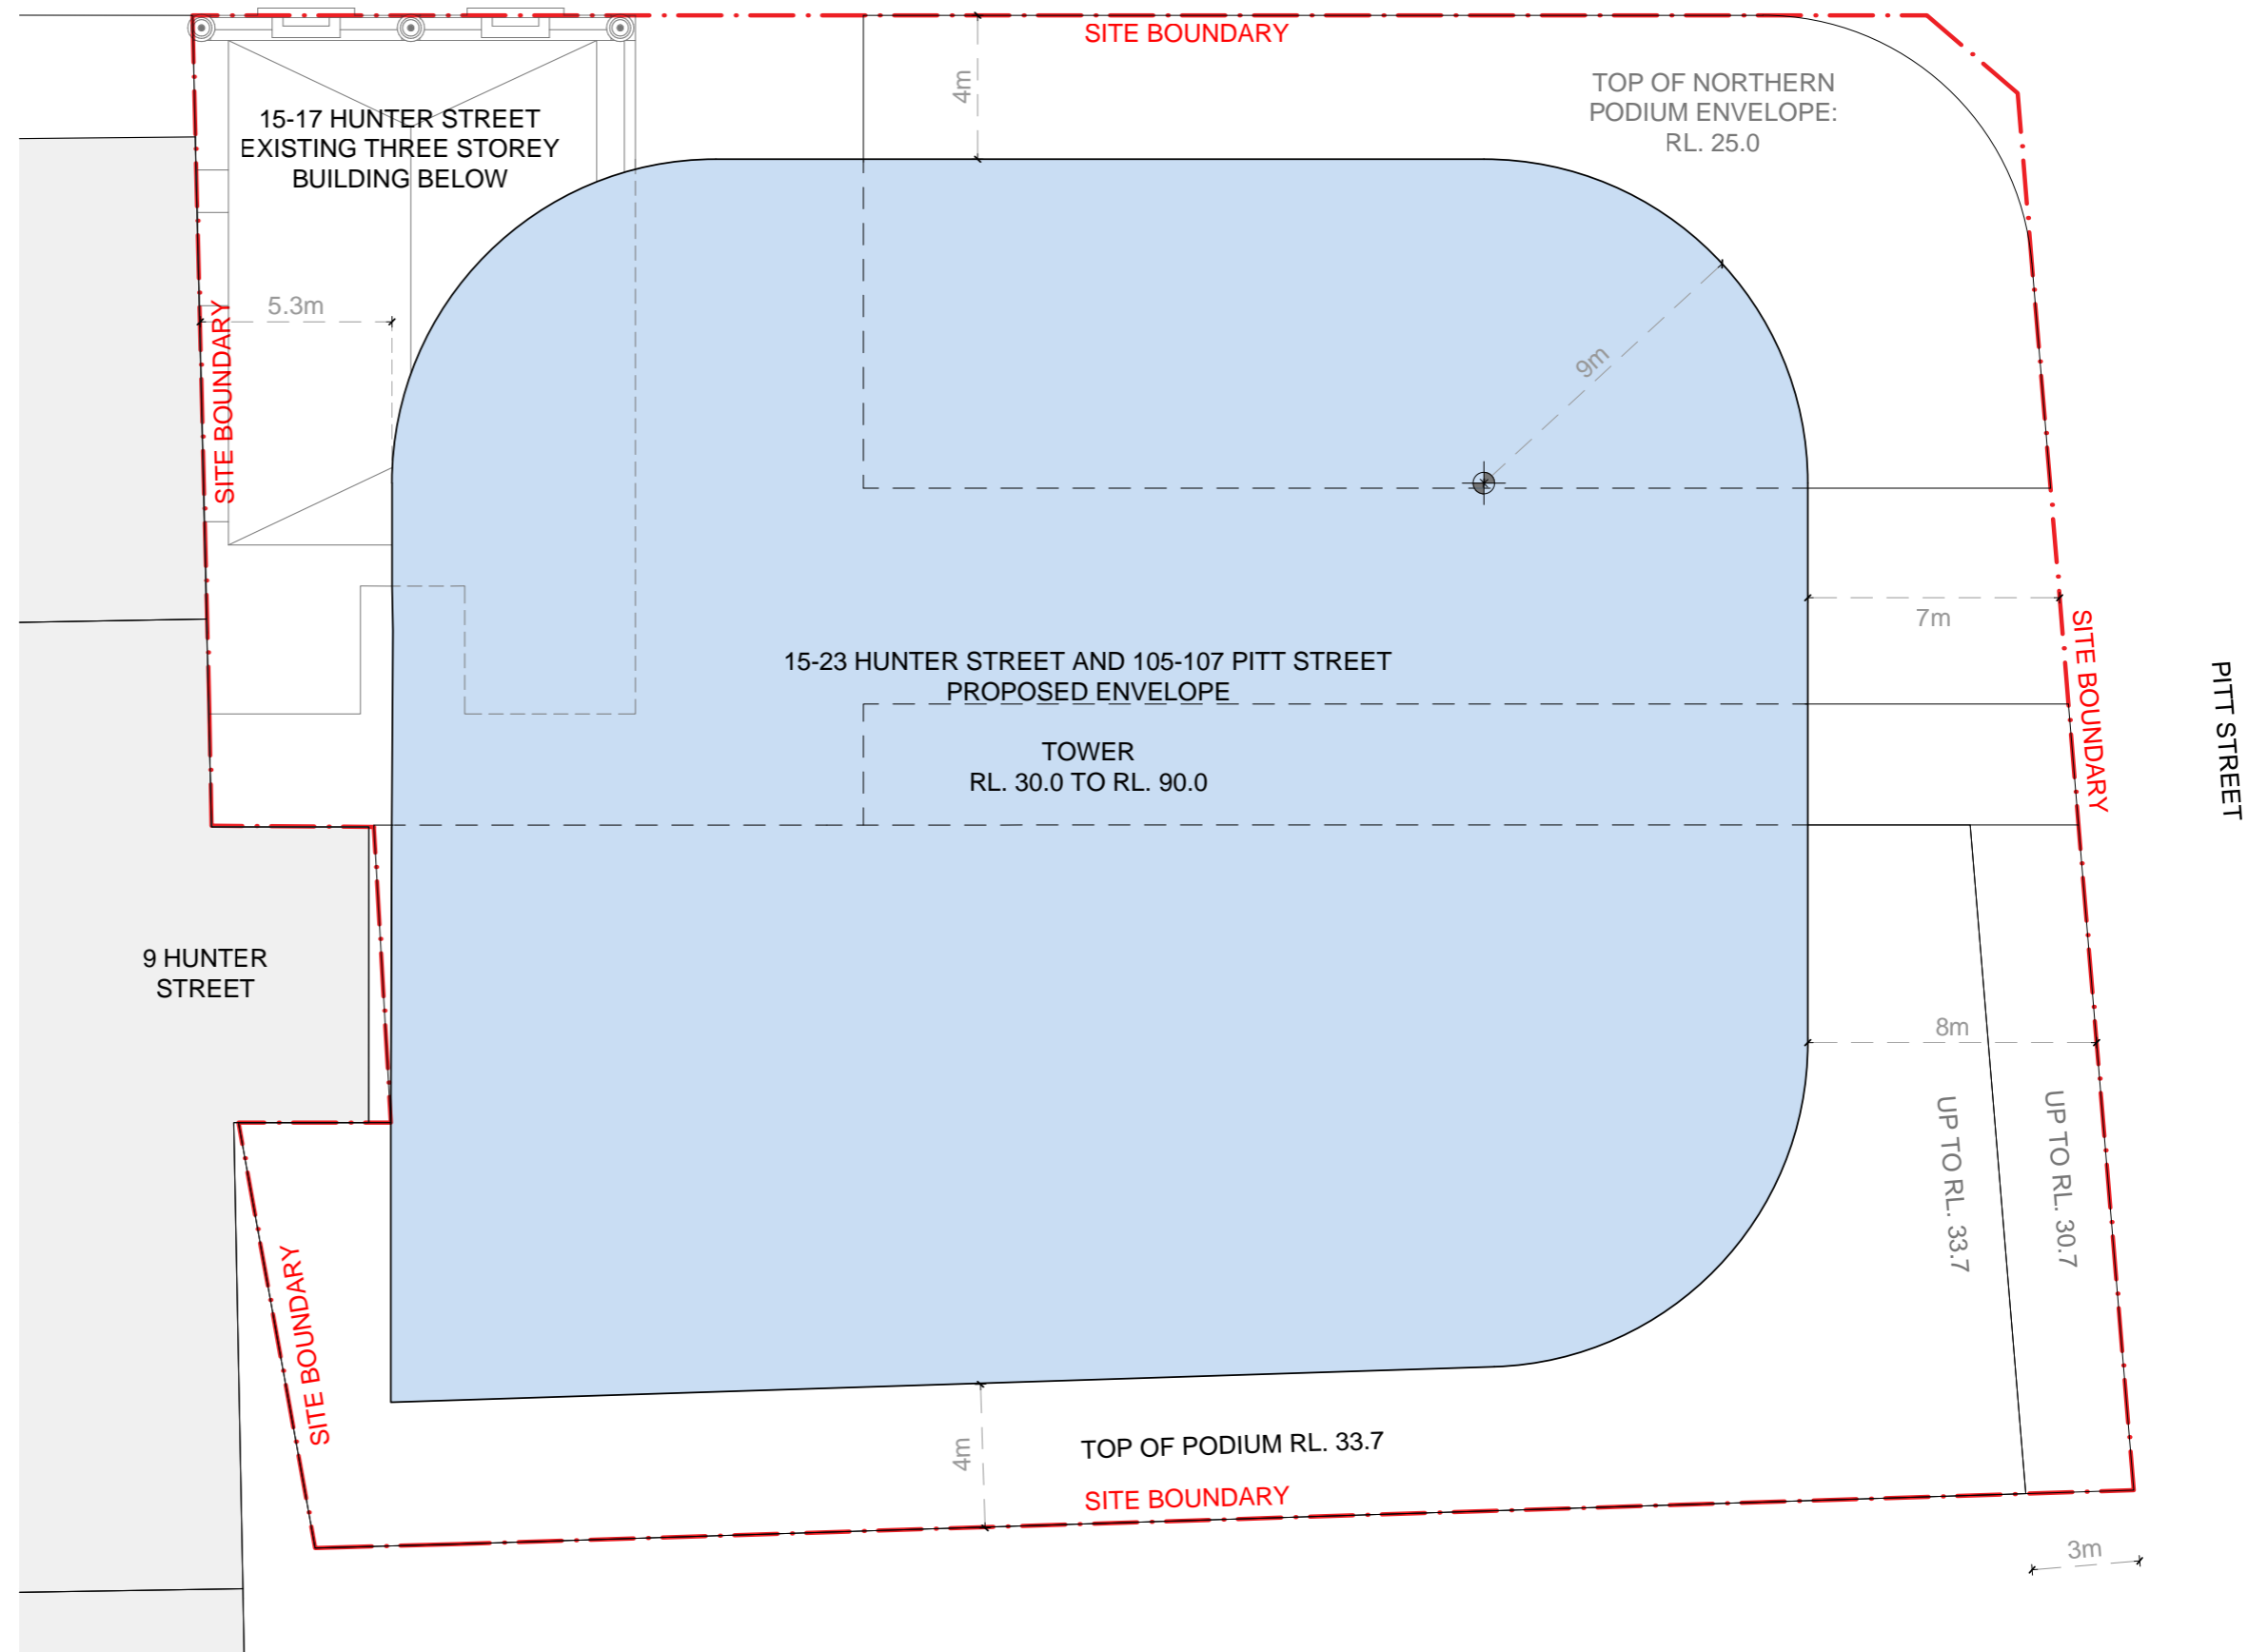 SITE BOUNDARY
4m
TOP OF NORTHERN
PODIUM ENVELOPE:
RL. 25.0
15-17 HUNTER STREET
EXISTING THREE STOREY
BUILDING BELOW
5.3m
SITE BOUNDARY
9m
7m
SITE BOUNDARY
PITT STREET
15-23 HUNTER STREET AND 105-107 PITT STREET
PROPOSED ENVELOPE
TOWER
RL. 30.0 TO RL. 90.0
9 HUNTER
STREET
8m
UP TO RL. 33.7
UP TO RL. 30.7
SITE BOUNDARY
4m
TOP OF PODIUM RL. 33.7
SITE BOUNDARY
3m